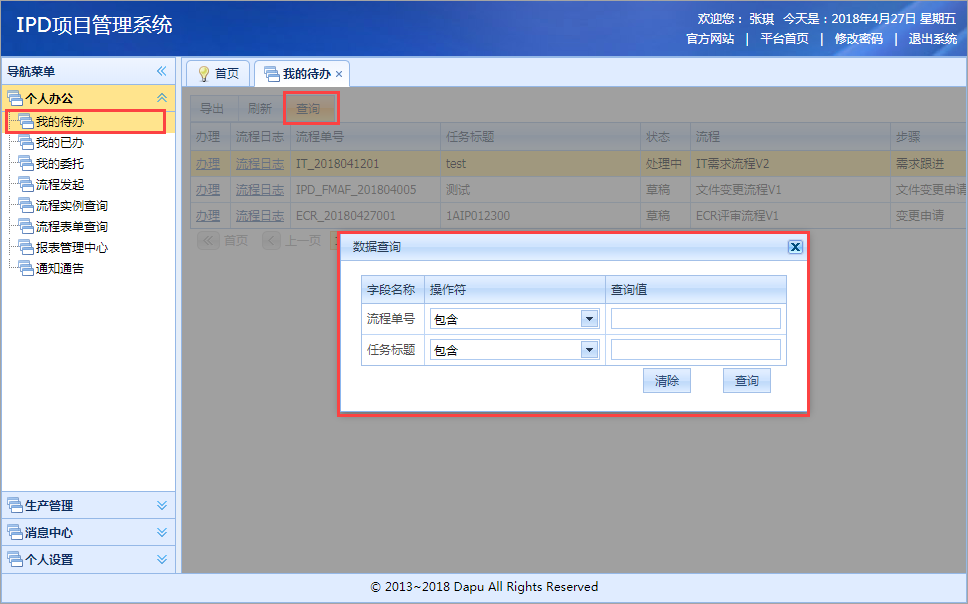 IPD项目管理系统
欢迎您： 张琪 今天是：2018年4月27日 星期五
官方网站 | 平台首页 | 修改密码 | 退出系统
导航菜单
首页 我的待办
个人办公
我的待办
我的已办
我的委托
流程发起
流程实例查询
流程表单查询
报表管理中心
通知通告
生产管理
消息中心
个人设置
导出 刷新 查询
办理 流程日志 流程单号 任务标题 状态 流程 步骤
办理 流程日志 IT_2018041201 test 处理中 IT需求流程V2 需求跟进
办理 流程日志 IPD_FMAF_201804005 测试 草稿 文件变更流程V1 文件变更申请
办理 流程日志 ECR_20180427001 1AIP012300 草稿 ECR评审流程V1 变更申请
首页 上一页
数据查询
字段名称 操作符 查询值
流程单号 包含
任务标题 包含
清除 查询
© 2013~2018 Dapu All Rights Reserved